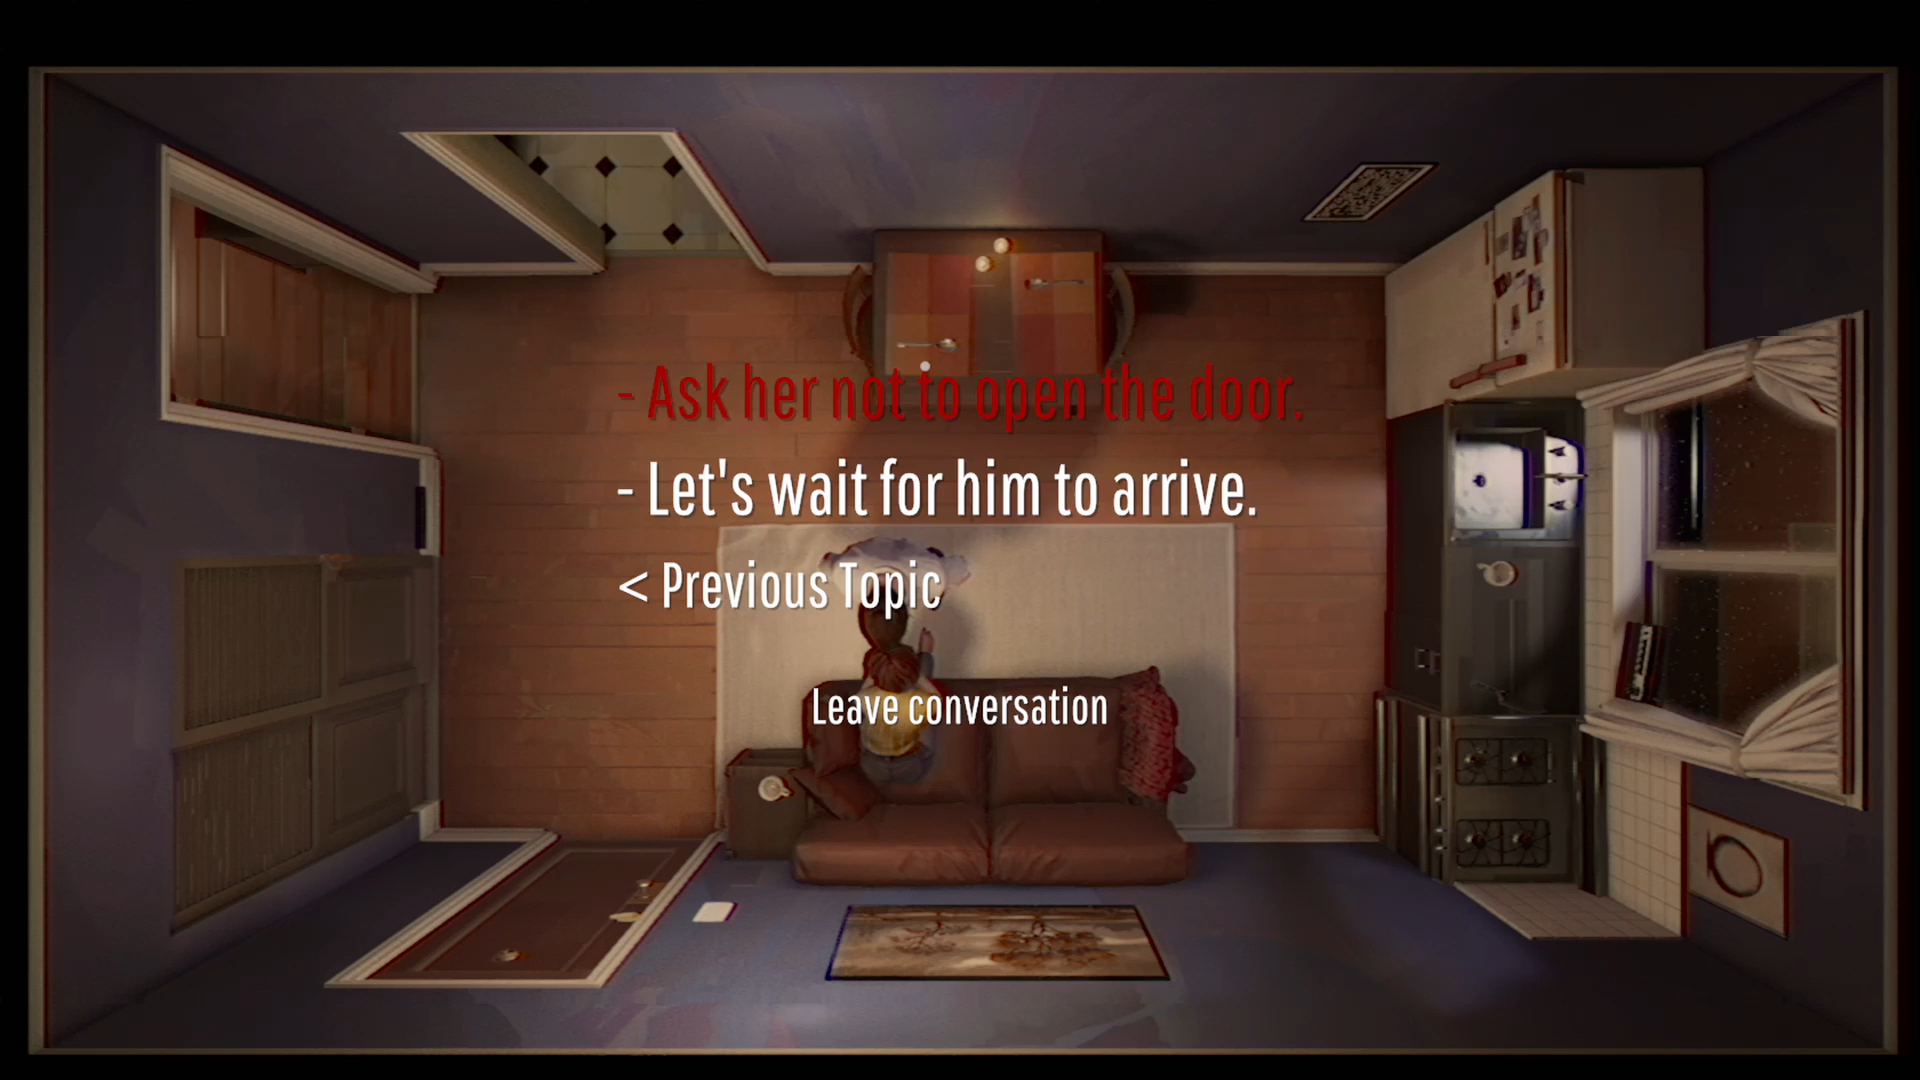 - Ask her not to open the door.
- Let's wait for him to arrive.
< Previous Topic
Leave conversation